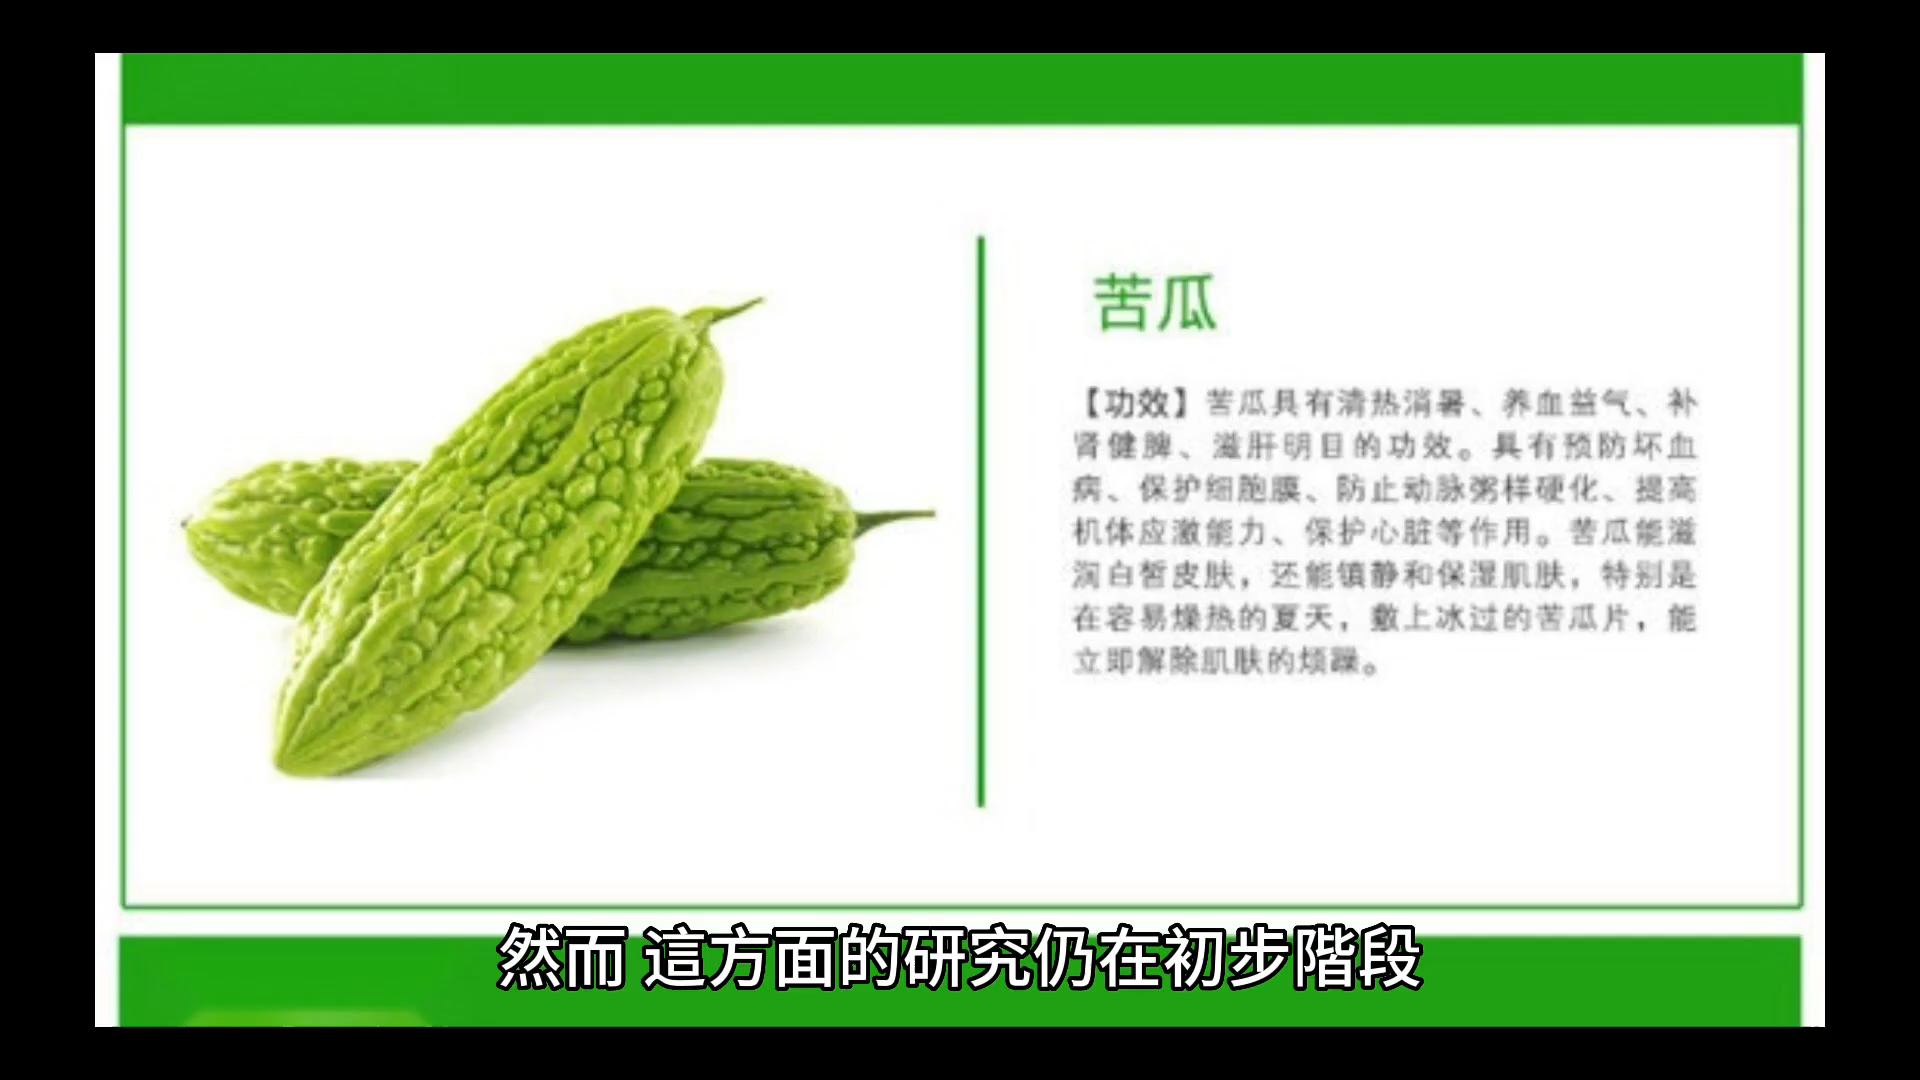 苦瓜
【功效】苦瓜具有清热消暑、养血益气、补
肾健脾、滋肝明目的功效。具有预防坏血
病、保护细胞膜、防止动脉粥样硬化、提高
机体应激能力、保护心脏等作用。苦瓜能滋
润白皙皮肤，还能镇静和保湿肌肤，特别是
在容易燥热的夏天，敷上冰过的苦瓜片，能
立即解除肌肤的烦躁。
然而 這方面的研究仍在初步階段